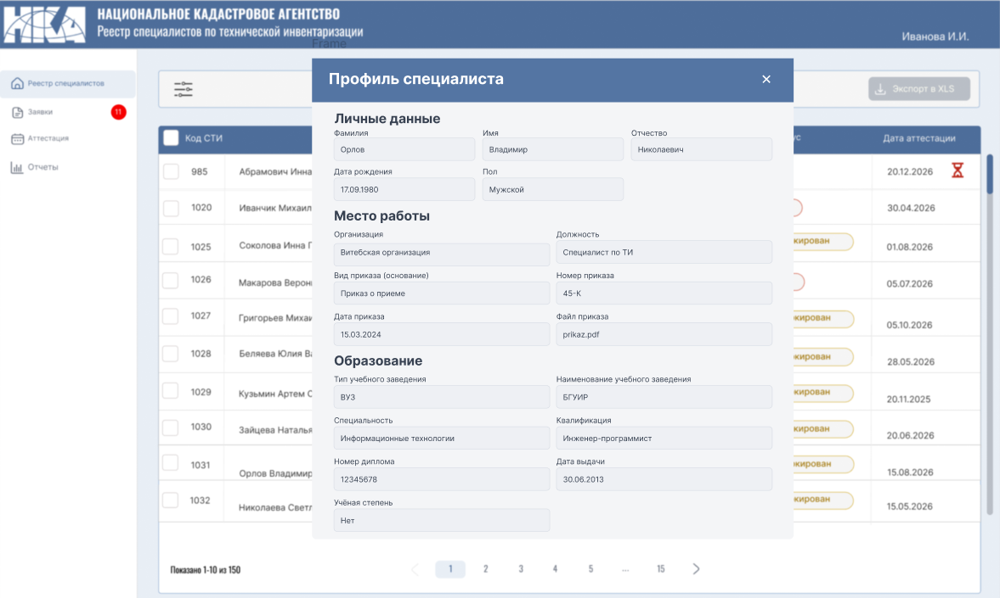 НКА
НАЦИОНАЛЬНОЕ КАДАСТРОВОЕ АГЕНТСТВО
Реестр специалистов по технической инвентаризации
Frame
Иванова И.И.
Реестр специалистов
Заявки
11
Аттестация
Отчеты
Экспорт в XLS
Профиль специалиста
Личные данные
Фамилия Имя Отчество
Орлов Владимир Николаевич
Дата рождения Пол
17.09.1980 Мужской
Место работы
Организация Должность
Витебская организация Специалист по ТИ
Вид приказа (основание) Номер приказа
Приказ о приеме 45-К
Дата приказа Файл приказа
15.03.2024 prikaz.pdf
Образование
Тип учебного заведения Наименование учебного заведения
ВУЗ БГУИР
Специальность Квалификация
Информационные технологии Инженер-программист
Номер диплома Дата выдачи
12345678 30.06.2013
Учёная степень
Нет
Код СТИ ус Дата аттестации
985 Абрамович Инна 20.12.2026
1020 Иванчик Михаил 30.04.2026
1025 Соколова Инна кирован 01.08.2026
1026 Макарова Верон 05.07.2026
1027 Григорьев Михаи кирован 05.10.2026
1028 Беляева Юлия кирован 28.05.2026
1029 Кузьмин Артем С кирован 20.11.2025
1030 Зайцева Наталья кирован 20.06.2026
1031 Орлов Владимир кирован 15.08.2026
1032 Николаева Светл кирован 15.05.2026
Показано 1-10 из 150
1 2 3 4 5 ... 15